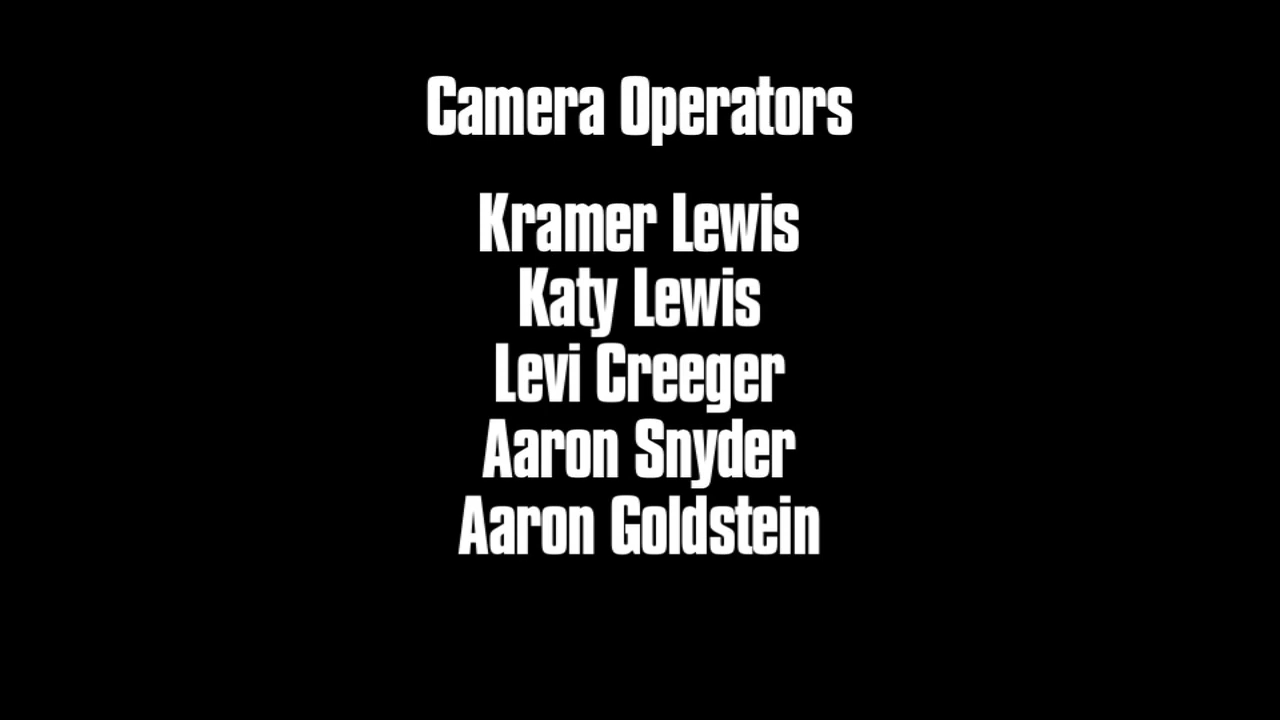 Camera Operators
Kramer Lewis
Katy Lewis
Levi Creeger
Aaron Snyder
Aaron Goldstein